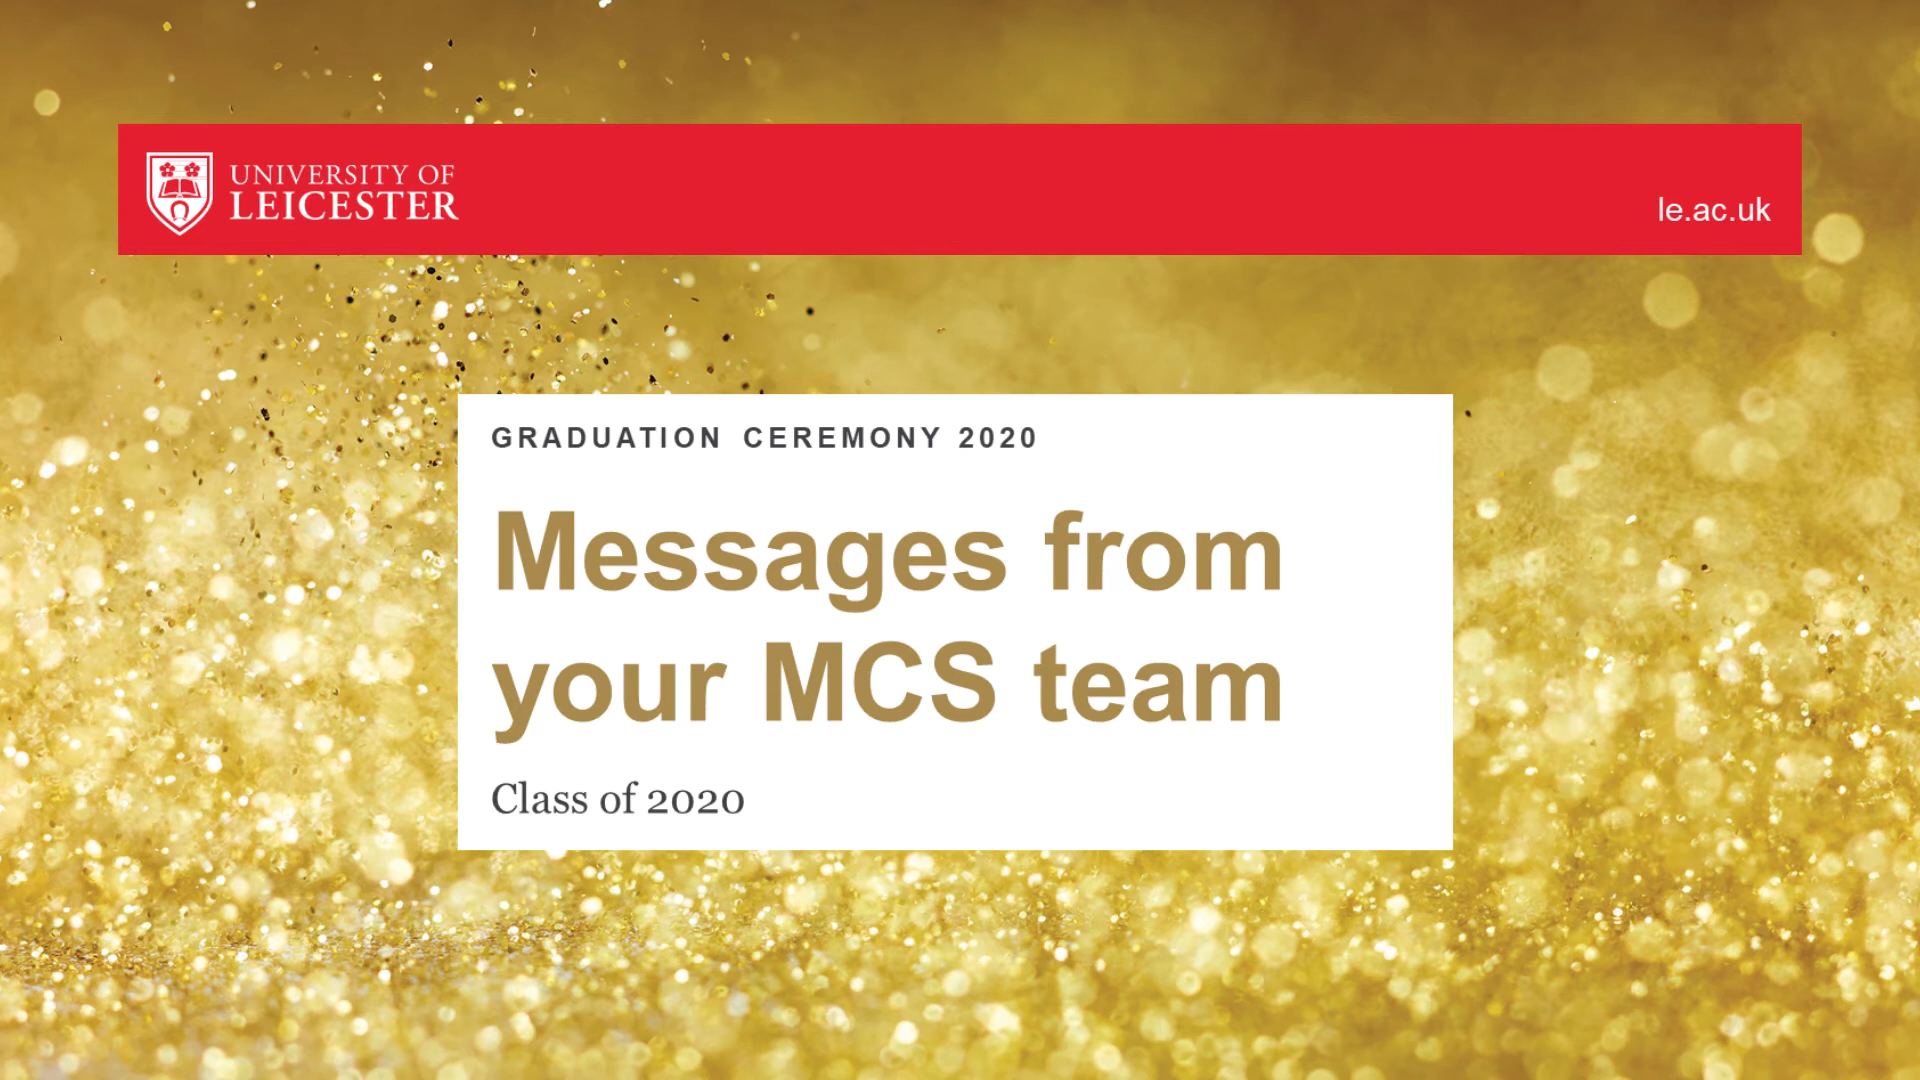 UNIVERSITY OF
LEICESTER
le.ac.uk
GRADUATION CEREMONY 2020
Messages from
your MCS team
Class of 2020